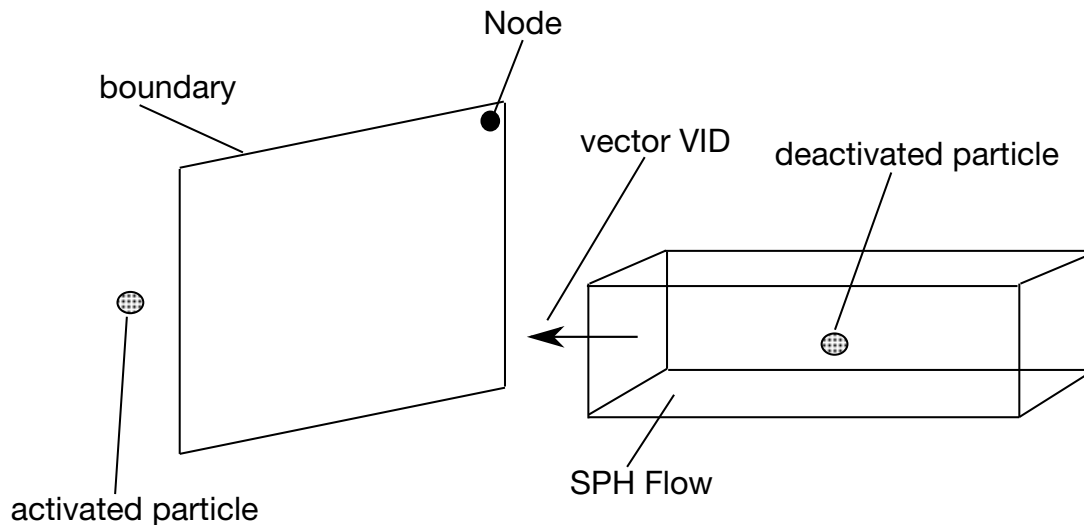 Node
boundary
vector VID
deactivated particle
SPH Flow
activated particle